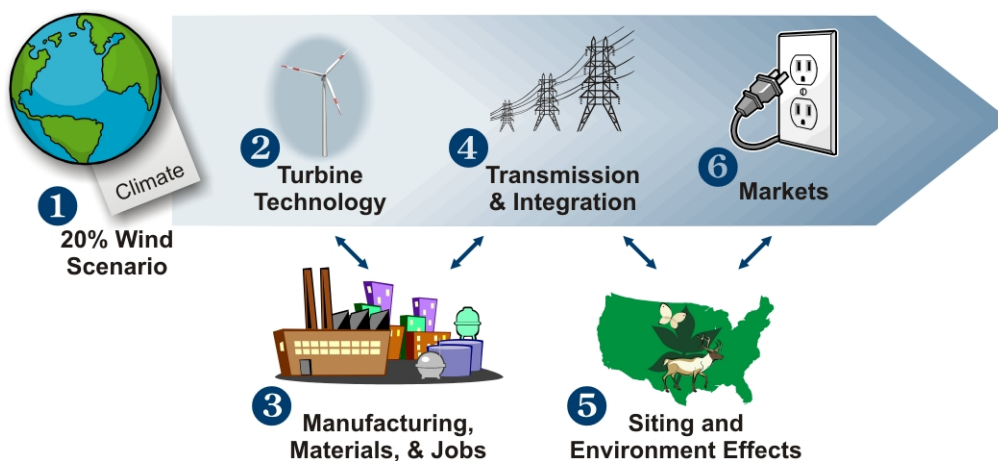 Climate
1
20% Wind
Scenario
2
Turbine
Technology
3
Manufacturing,
Materials, & Jobs
4
Transmission
& Integration
5
Siting and
Environment Effects
6
Markets